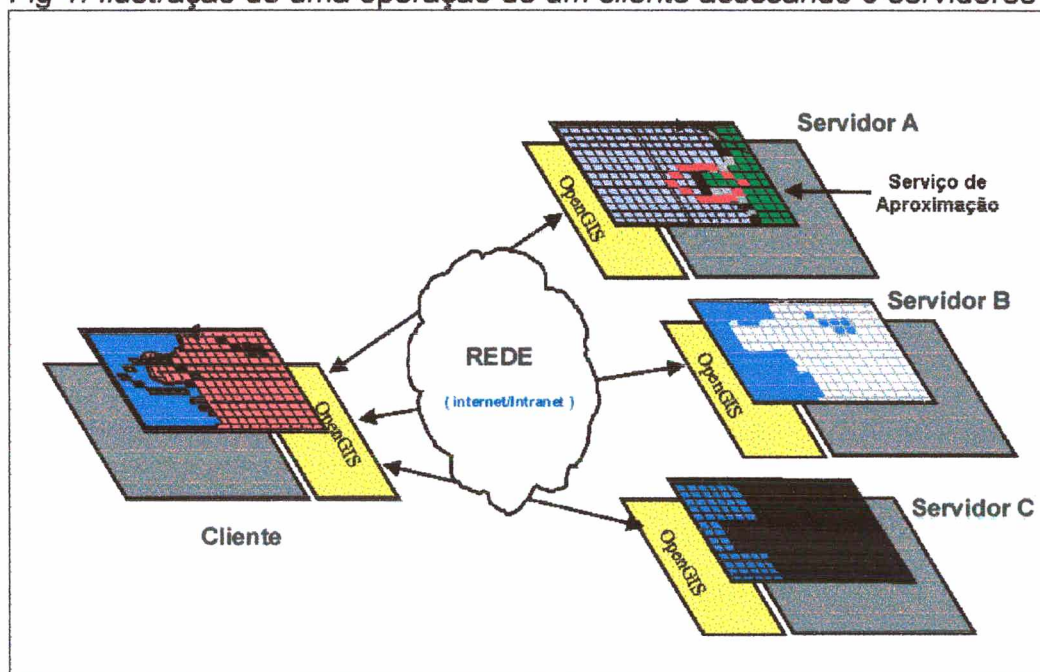 Fig 1. Ilustração de uma operação de um cliente acessando 3 servidores
Servidor A
Serviço de
Aproximação
OpenGIS
Servidor B
OpenGIS
REDE
( internet/Intranet )
OpenGIS
Cliente
Servidor C
OpenGIS